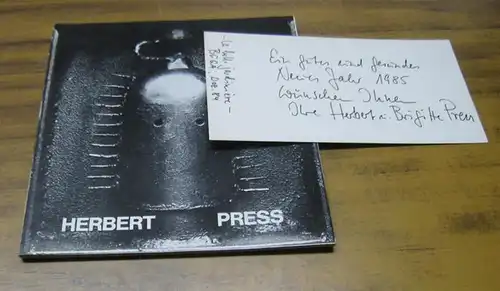 Ein gutes und gesundes
Neues Jahr 1985
wünschen Ihnen
Ihre Herbert u. Brigitte Press
HERBERT PRESS